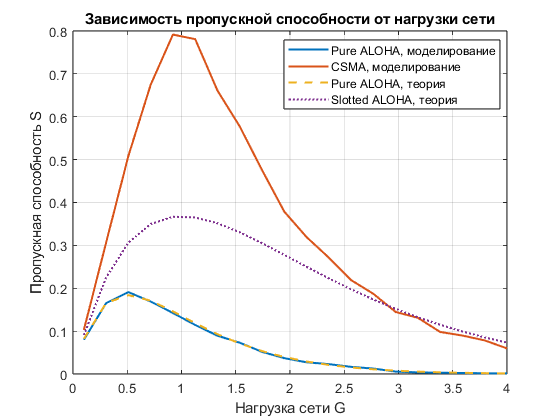 Зависимость пропускной способности от нагрузки сети
Pure ALOHA, моделирование
CSMA, моделирование
Pure ALOHA, теория
Slotted ALOHA, теория
Пропускная способность S
0.8
0.7
0.6
0.5
0.4
0.3
0.2
0.1
0
0 0.5 1 1.5 2 2.5 3 3.5 4
Нагрузка сети G